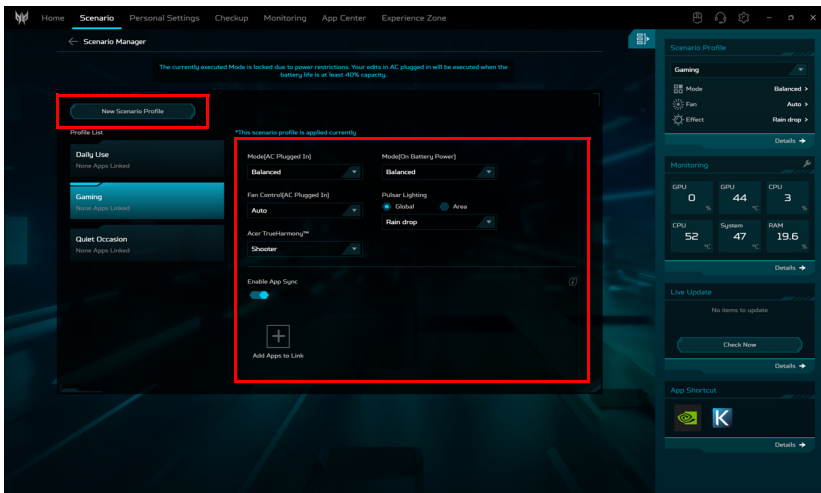 Home Scenario Personal Settings Checkup Monitoring App Center Experience Zone
Scenario Manager
The currently executed Mode is locked due to power restrictions. Your edits in AC plugged in will be executed when the
battery life is at least 40% capacity.
New Scenario Profile
Profile List
Daily Use
None Apps Linked
Gaming
None Apps Linked
Quiet Occasion
None Apps Linked
*This scenario profile is applied currently
Mode(AC Plugged In) Mode(On Battery Power)
Balanced Balanced
Fan Control(AC Plugged In) Pulsar Lighting
Auto Global Area
Rain drop
Acer TrueHarmony™
Shooter
Enable App Sync
Add Apps to Link
Scenario Profile
Gaming
Mode Balanced >
Fan Auto >
Effect Rain drop >
Details →
Monitoring
GPU GPU CPU
0 % 44 °C 3 %
CPU System RAM
52 °C 47 °C 19.6 %
Details →
Live Update
No items to update
Check Now
Details →
App Shortcut
K
Details →